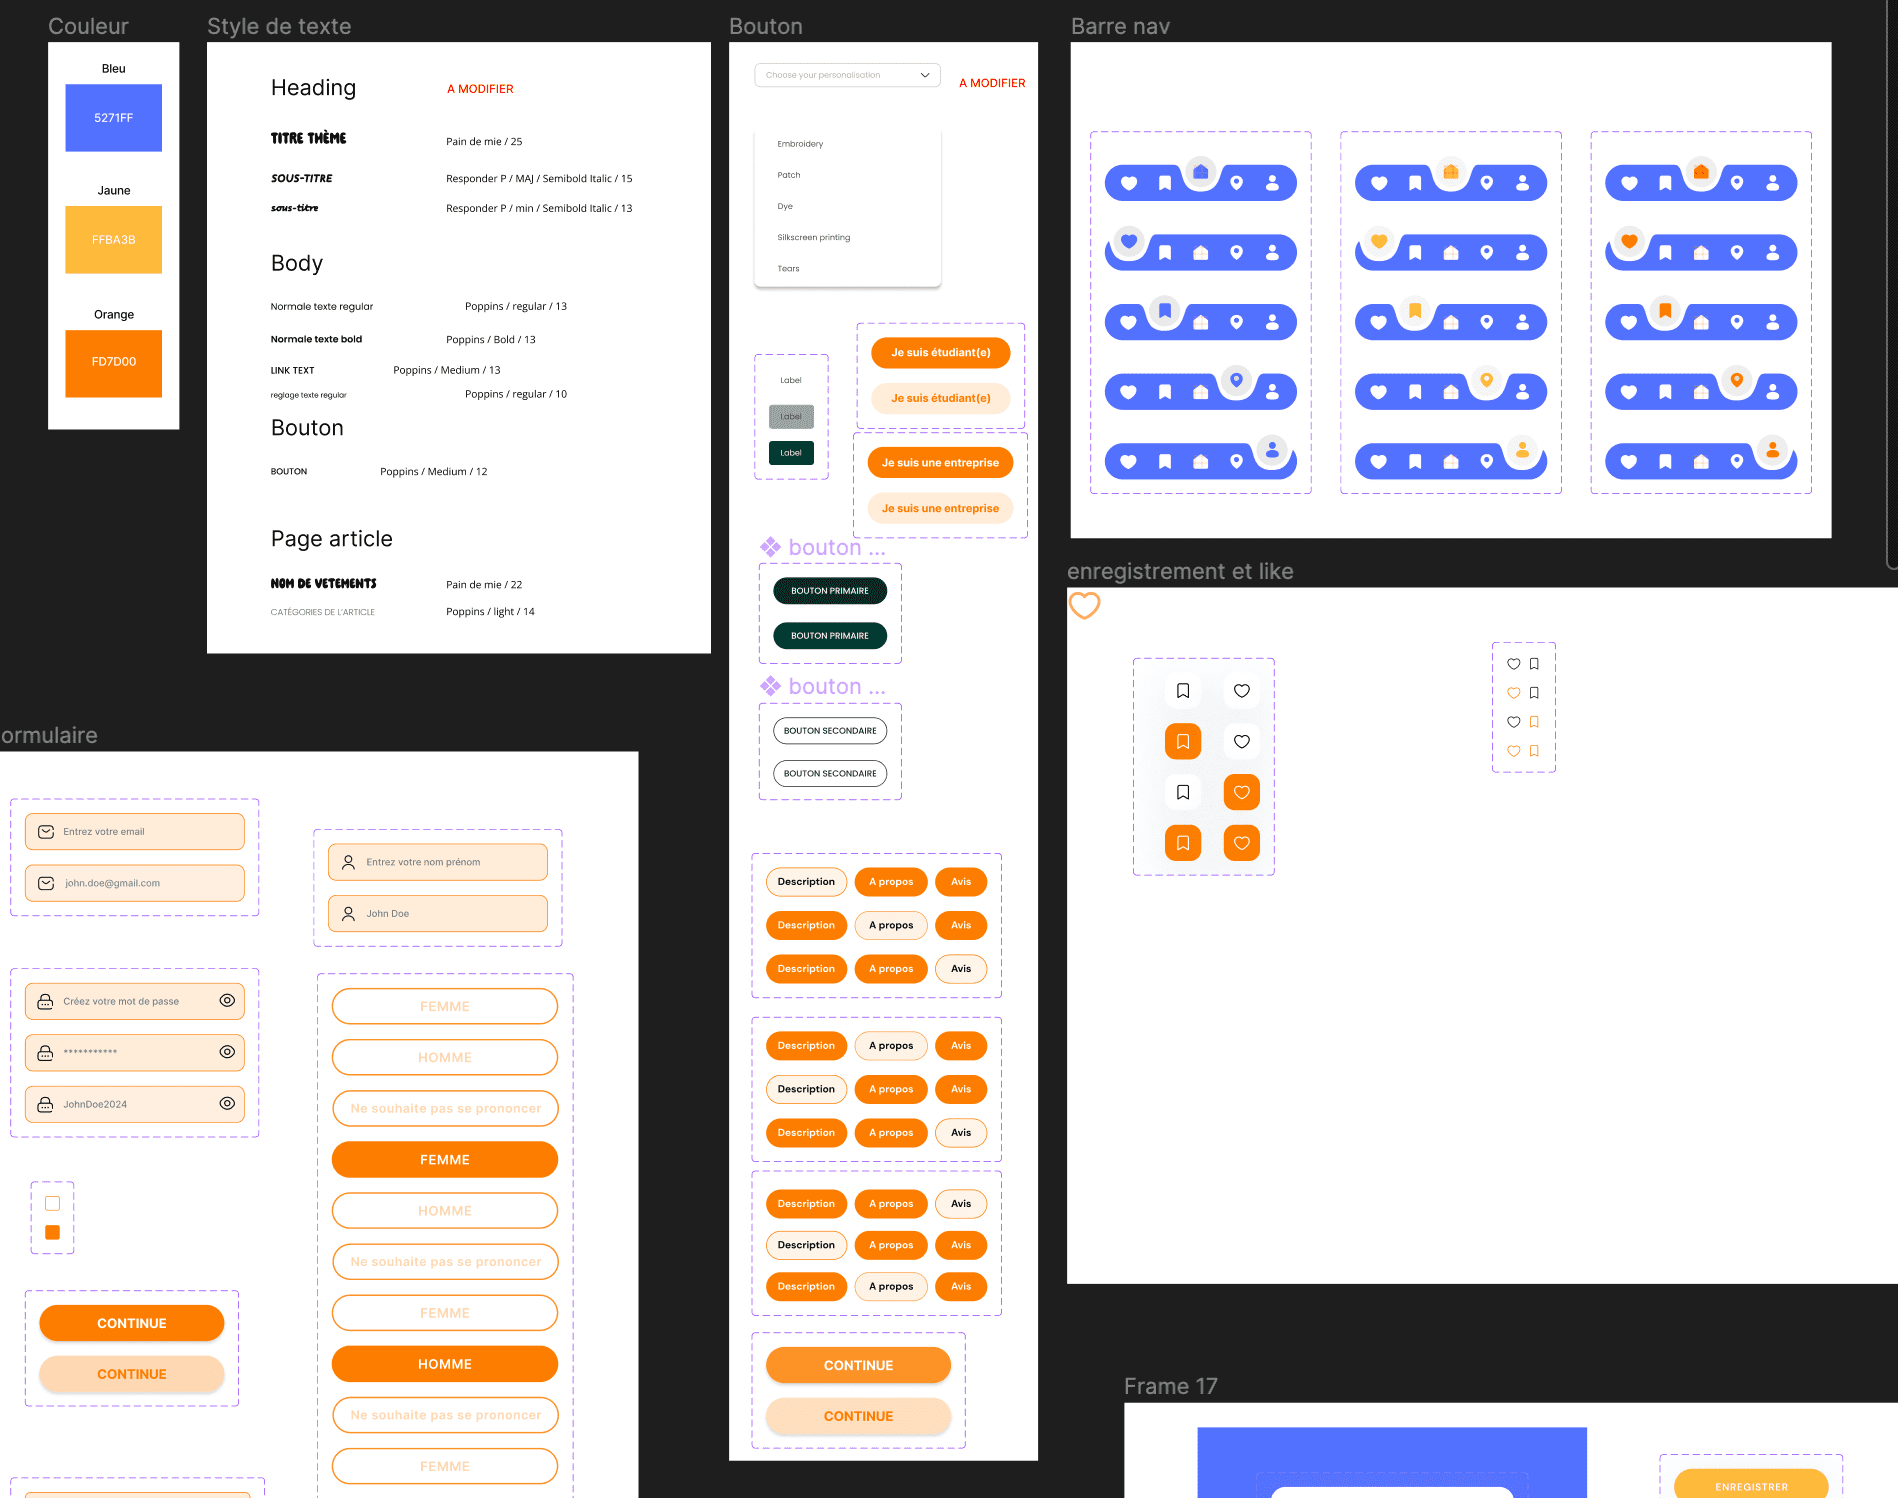 Couleur
Bleu
5271FF
Jaune
FFBA3B
Orange
FD7D00
Style de texte
Heading
A MODIFIER
TITRE THÈME
Pain de mie / 25
SOUS-TITRE
Responder P / MAJ / Semibold Italic / 15
sous-titre
Responder P / min / Semibold Italic / 13
Body
Normale texte regular
Poppins / regular / 13
Normale texte bold
Poppins / Bold / 13
LINK TEXT
Poppins / Medium / 13
reglage texte regular
Poppins / regular / 10
Bouton
BOUTON
Poppins / Medium / 12
Page article
NOM DE VETEMENTS
Pain de mie / 22
CATÉGORIES DE L'ARTICLE
Poppins / light / 14
Bouton
Choose your personalisation
A MODIFIER
Embroidery
Patch
Dye
Silkscreen printing
Tears
Label
Label
Label
Je suis étudiant(e)
Je suis étudiant(e)
Je suis une entreprise
Je suis une entreprise
bouton ...
BOUTON PRIMAIRE
BOUTON PRIMAIRE
bouton ...
BOUTON SECONDAIRE
BOUTON SECONDAIRE
Description A propos Avis
Description A propos Avis
Description A propos Avis
Description A propos Avis
Description A propos Avis
Description A propos Avis
Description A propos Avis
Description A propos Avis
Description A propos Avis
CONTINUE
CONTINUE
Barre nav
enregistrement et like
ormulaire
Entrez votre email
john.doe@gmail.com
Créez votre mot de passe
***********
JohnDoe2024
CONTINUE
CONTINUE
Entrez votre nom prénom
John Doe
FEMME
HOMME
Ne souhaite pas se prononcer
FEMME
HOMME
Ne souhaite pas se prononcer
FEMME
HOMME
Ne souhaite pas se prononcer
FEMME
Frame 17
ENREGISTRER